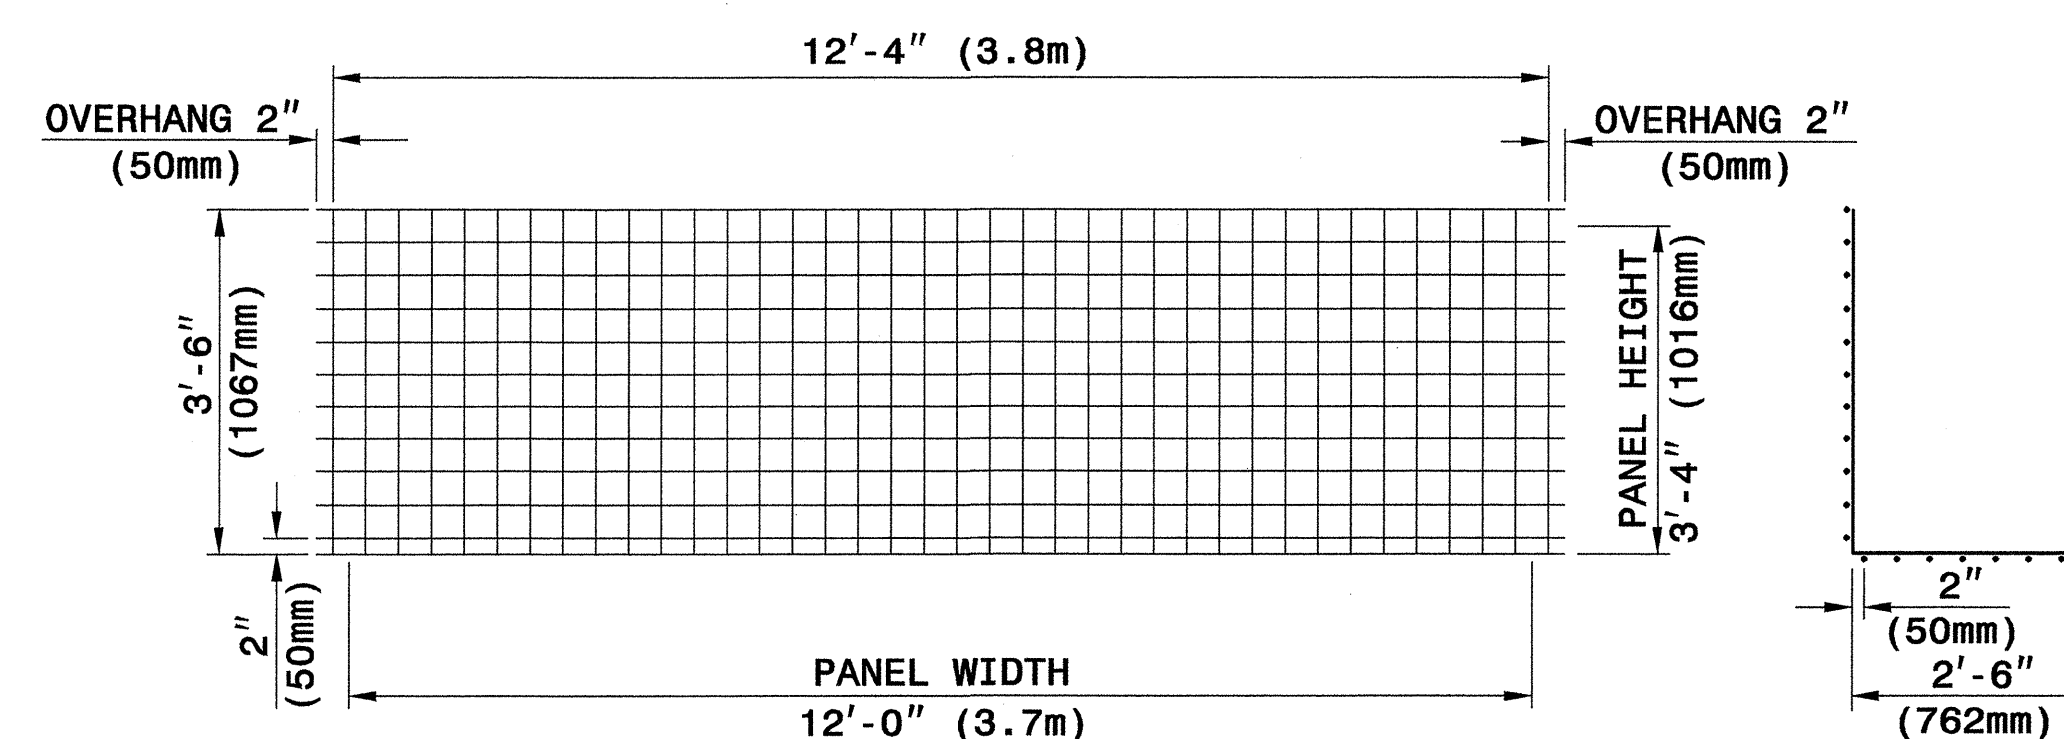 12'-4" (3.8m)
OVERHANG 2"
(50mm)
OVERHANG 2"
(50mm)
3'-6"
(1067mm)
PANEL HEIGHT
3'-4" (1016mm)
2"
(50mm)
2"
(50mm)
PANEL WIDTH
12'-0" (3.7m)
2'-6"
(762mm)